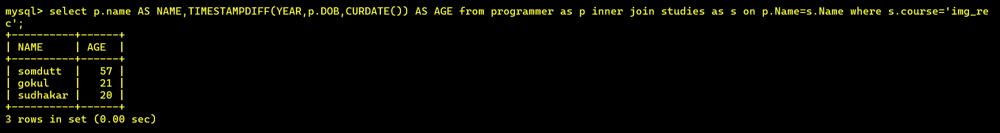 mysql> select p.name AS NAME,TIMESTAMPDIFF(YEAR,p.DOB,CURDATE()) AS AGE from programmer as p inner join studies as s on p.Name=s.Name where s.course='img_re
c';
+----------+------+
| NAME     | AGE  |
+----------+------+
| somdutt  |   57 |
| gokul    |   21 |
| sudhakar |   20 |
+----------+------+
3 rows in set (0.00 sec)